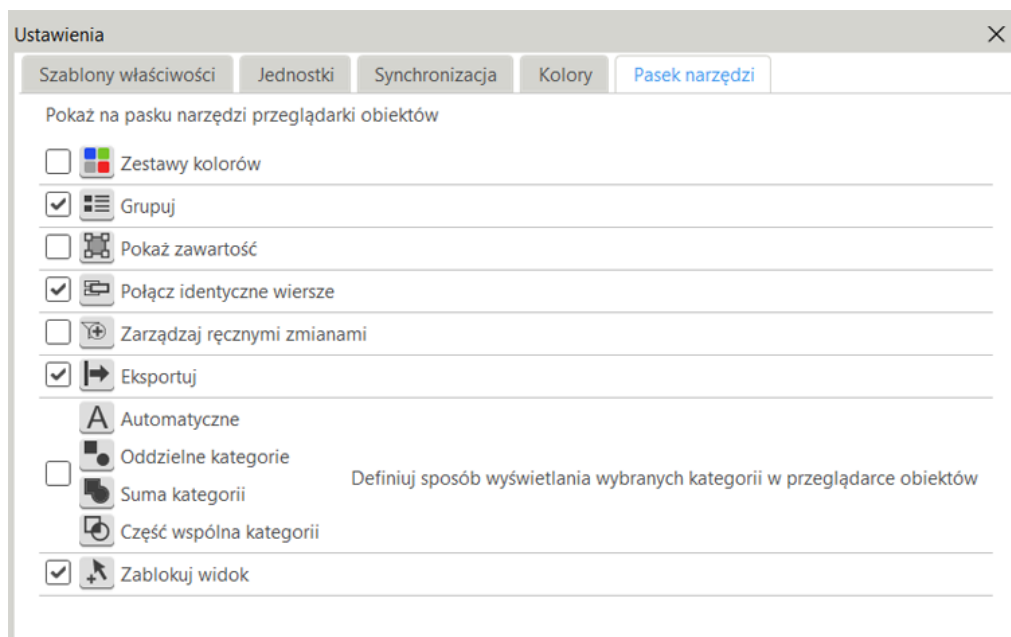 Ustawienia
Szablony właściwości Jednostki Synchronizacja Kolory Pasek narzędzi
Pokaż na pasku narzędzi przeglądarki obiektów
Zestawy kolorów
Grupuj
Pokaż zawartość
Połącz identyczne wiersze
Zarządzaj ręcznymi zmianami
Eksportuj
A Automatyczne
Oddzielne kategorie
Definiuj sposób wyświetlania wybranych kategorii w przeglądarce obiektów
Suma kategorii
Część wspólna kategorii
Zablokuj widok